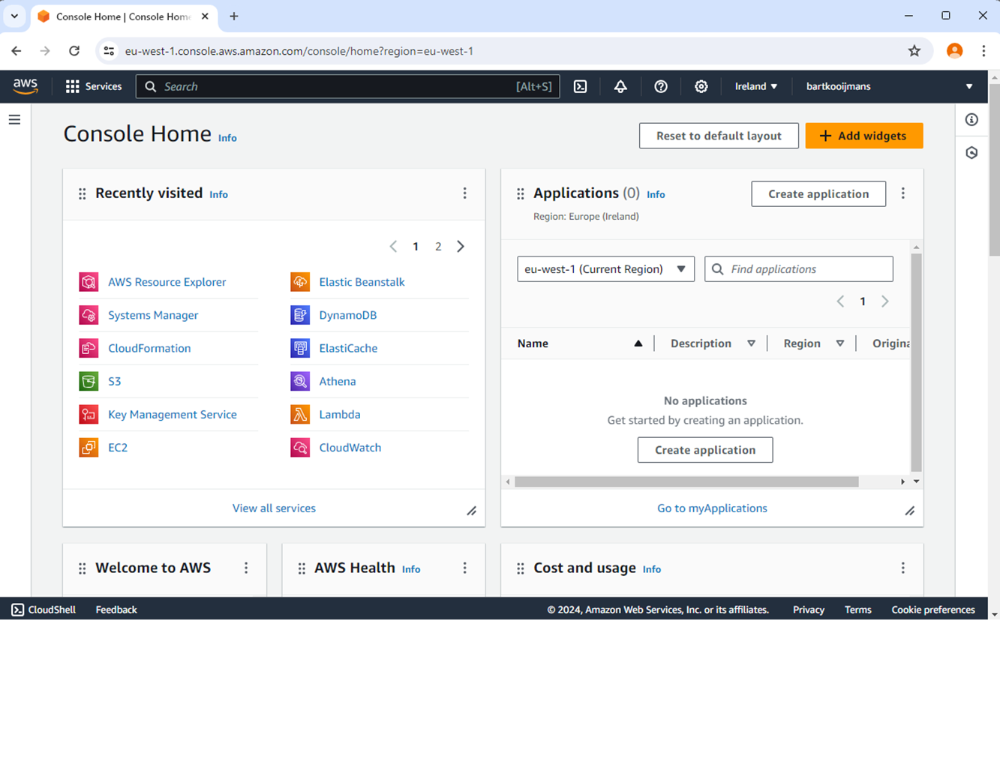 Console Home | Console Hom
eu-west-1.console.aws.amazon.com/console/home?region=eu-west-1
aws
Services
Search
[Alt+S]
Ireland
bartkooijmans
Console Home Info
Reset to default layout
Add widgets
Recently visited Info
1 2
AWS Resource Explorer
Systems Manager
CloudFormation
S3
Key Management Service
EC2
Elastic Beanstalk
DynamoDB
ElastiCache
Athena
Lambda
CloudWatch
View all services
Applications (0) Info
Create application
Region: Europe (Ireland)
eu-west-1 (Current Region)
Find applications
1
Name Description Region Origina
No applications
Get started by creating an application.
Create application
Go to myApplications
Welcome to AWS
AWS Health Info
Cost and usage Info
CloudShell Feedback © 2024, Amazon Web Services, Inc. or its affiliates. Privacy Terms Cookie preferences